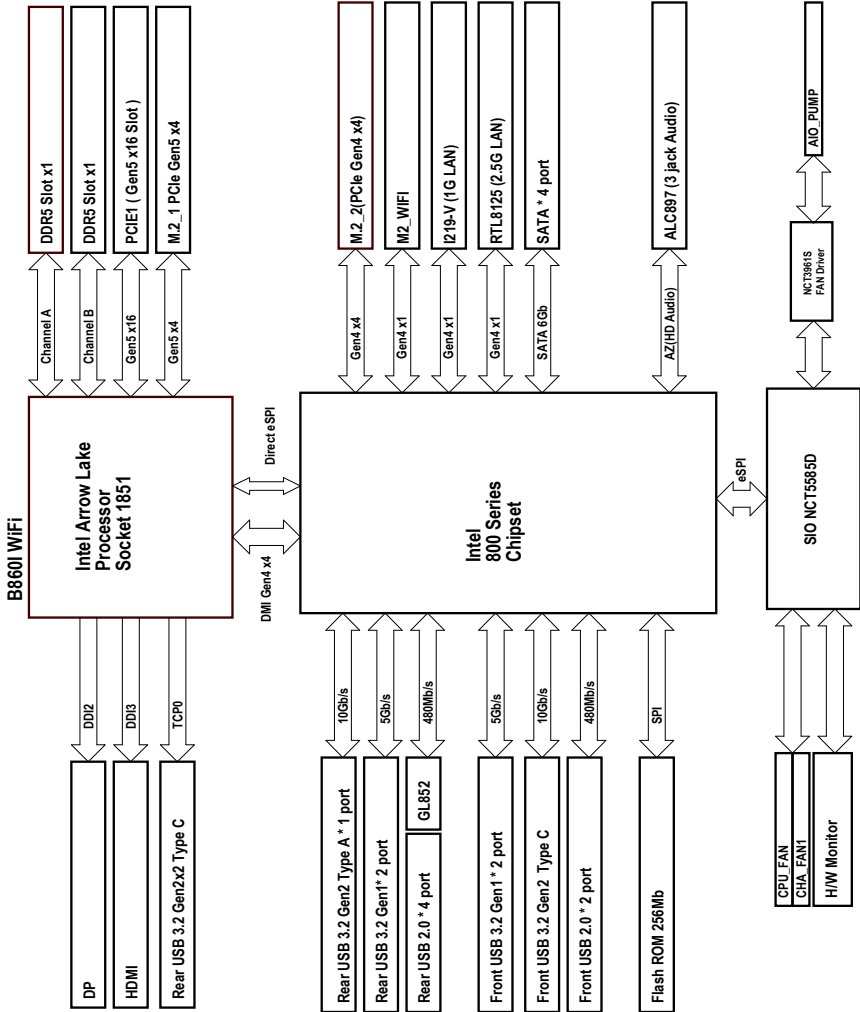 B860I WiFi
Intel Arrow Lake
Processor
Socket 1851
DDI2
DDI3
TCP0
DP
HDMI
Rear USB 3.2 Gen2x2 Type C
Channel A
Channel B
Gen5 x16
Gen5 x4
DDR5 Slot x1
DDR5 Slot x1
PCIE1 ( Gen5 x16 Slot )
M.2_1 PCIe Gen5 x4
DMI Gen4 x4
Direct eSPI
Intel
800 Series
Chipset
10Gb/s
5Gb/s
480Mb/s
5Gb/s
10Gb/s
480Mb/s
SPI
Rear USB 3.2 Gen2 Type A * 1 port
Rear USB 3.2 Gen1* 2 port
Rear USB 2.0 * 4 port
GL852
Front USB 3.2 Gen1 * 2 port
Front USB 3.2 Gen2 Type C
Front USB 2.0 * 2 port
Flash ROM 256Mb
Gen4 x4
Gen4 x1
Gen4 x1
Gen4 x1
SATA 6Gb
AZ(HD Audio)
M.2_2(PCIe Gen4 x4)
M2_WIFI
I219-V (1G LAN)
RTL8125 (2.5G LAN)
SATA * 4 port
ALC897 (3 jack Audio)
eSPI
SIO NCT5585D
CPU_FAN
CHA_FAN1
H/W Monitor
NCT3961S
FAN Driver
AIO_PUMP